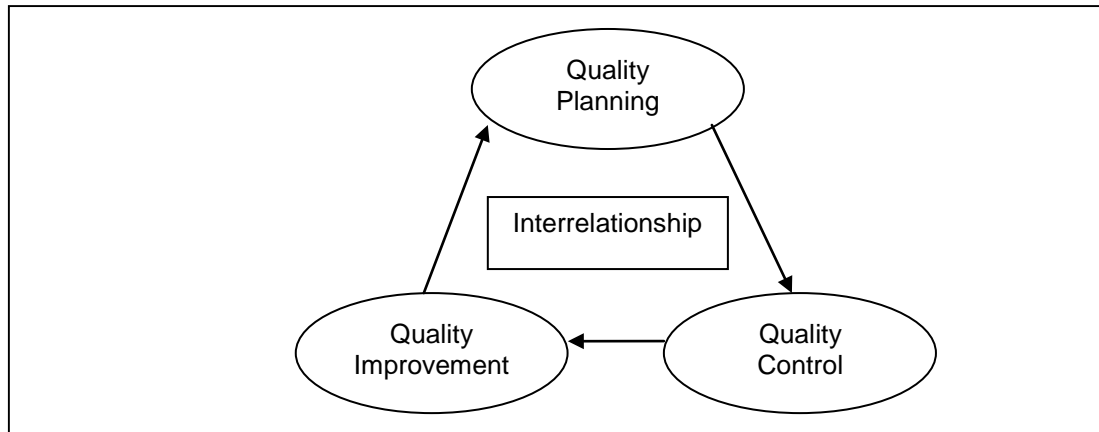 Quality
Planning
Interrelationship
Quality
Improvement
Quality
Control